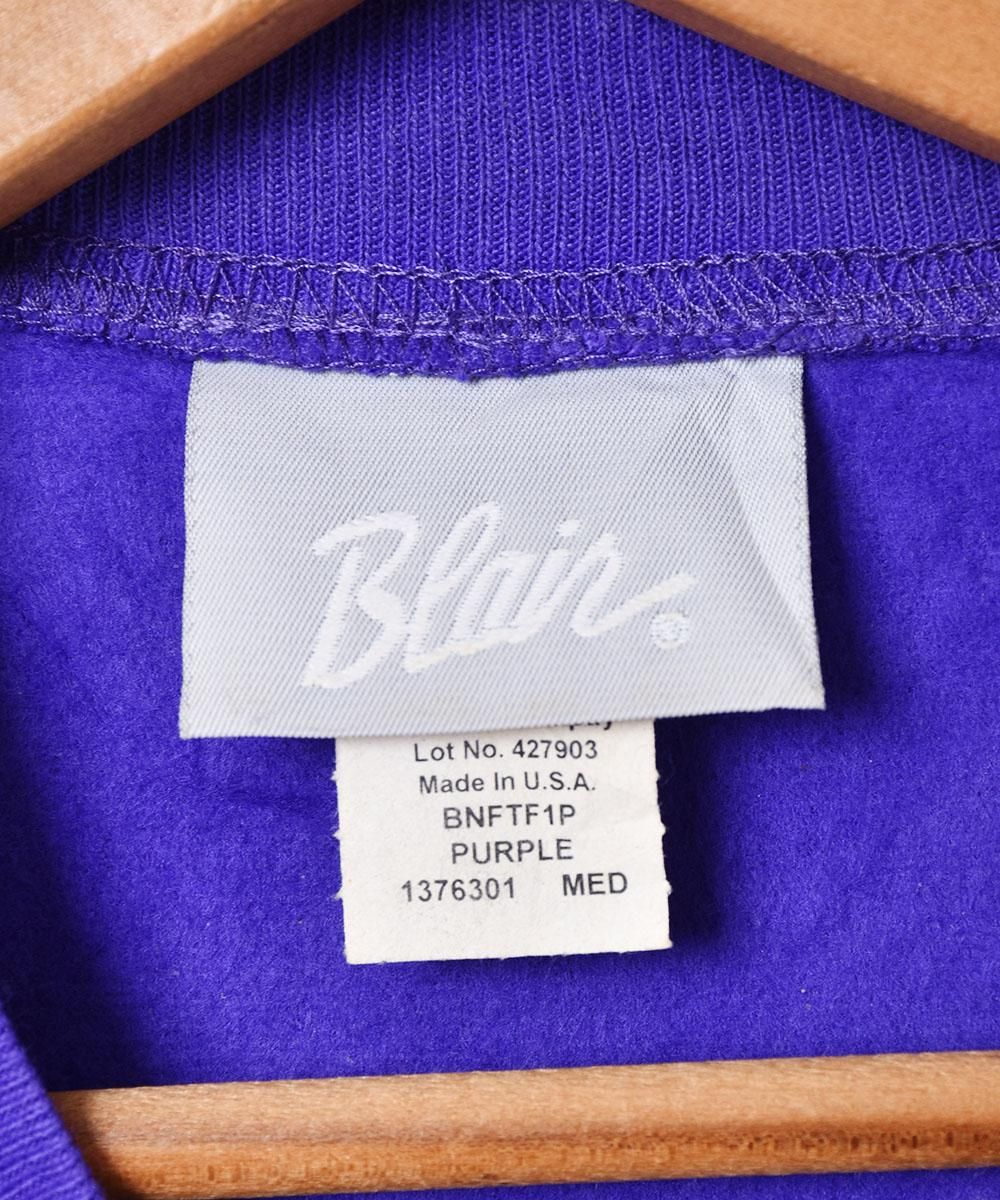 Blair ®
Lot No. 427903
Made In U.S.A.
BNFTF1P
PURPLE
1376301 MED